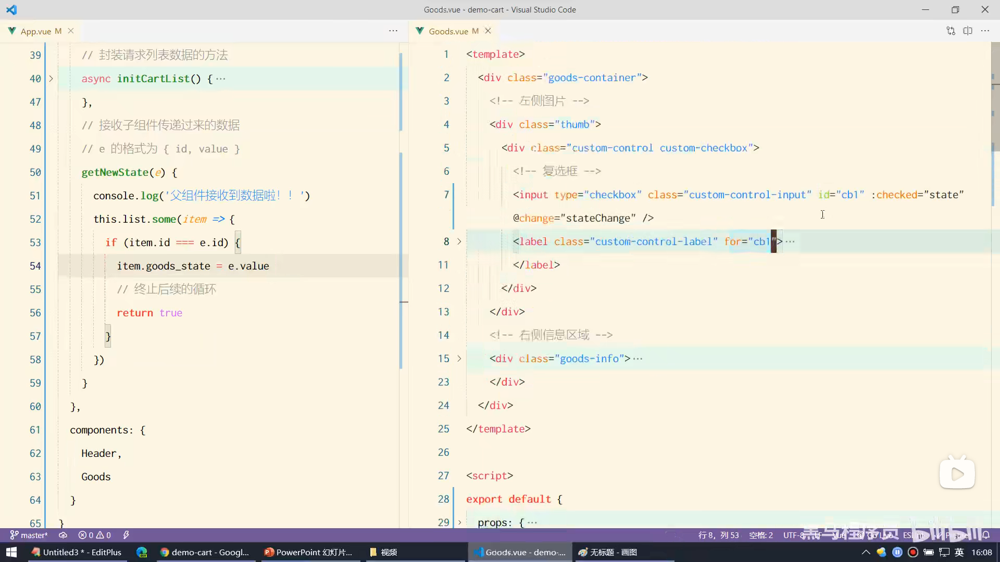 Goods.vue - demo-cart - Visual Studio Code
App.vue M
39 // 封装请求列表数据的方法
40 async initCartList() { ···
47 },
48 // 接收子组件传递过来的数据
49 // e 的格式为 { id, value }
50 getNewState(e) {
51 console.log('父组件接收到数据啦！！')
52 this.list.some(item => {
53 if (item.id === e.id) {
54 item.goods_state = e.value
55 // 终止后续的循环
56 return true
57 }
58 })
59 }
60 },
61 components: {
62 Header,
63 Goods
64 }
65 }
Goods.vue M
1 <template>
2 <div class="goods-container">
3 <!-- 左侧图片 -->
4 <div class="thumb">
5 <div class="custom-control custom-checkbox">
6 <!-- 复选框 -->
7 <input type="checkbox" class="custom-control-input" id="cb1" :checked="state"
@change="stateChange" />
8 <label class="custom-control-label" for="cb1"> ···
11 </label>
12 </div>
13 </div>
14 <!-- 右侧信息区域 -->
15 <div class="goods-info"> ···
23 </div>
24 </div>
25 </template>
26
27 <script>
28 export default {
29 props: { ···
master* 0 0 行 8，列 53 空格: 2 UTF-8 LF Vue Go Live
黑马程序员 bilibili
Untitled3 * - EditPlus demo-cart - Googl... PowerPoint 幻灯片... 视频 Goods.vue - demo-... 无标题 - 画图 英 16:08